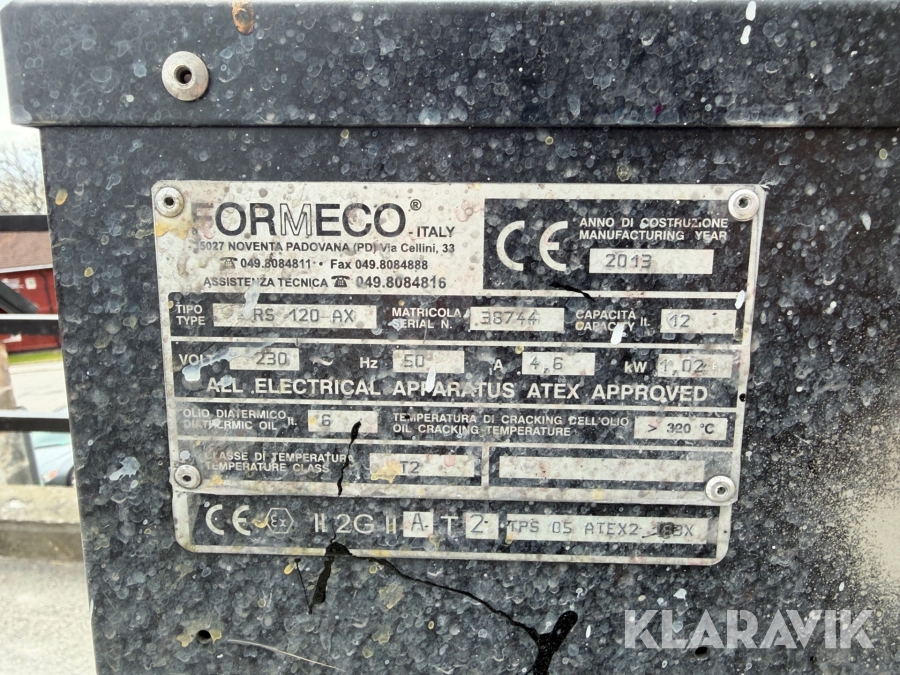 FORMECO® - ITALY
35027 NOVENTA PADOVANA (PD) Via Cellini, 33
☎ 049.8084811 • Fax 049.8084888
ASSISTENZA TECNICA ☎ 049.8084816
CE
ANNO DI COSTRUZIONE
MANUFACTURING YEAR
2013
TIPO
TYPE
RS 120 AX
MATRICOLA
SERIAL N.
38744
CAPACITÀ
CAPACITY lt.
12
VOLT 230 ~ Hz 50 A 4,6 kW 1,02
ALL ELECTRICAL APPARATUS ATEX APPROVED
OLIO DIATERMICO
DIATHERMIC OIL lt.
6
TEMPERATURA DI CRACKING DELL'OLIO
OIL CRACKING TEMPERATURE
> 320 °C
CLASSE DI TEMPERATURA
TEMPERATURE CLASS
T2
CE Ex II 2G II A T 2 TPS 05 ATEX2
KLARAVIK